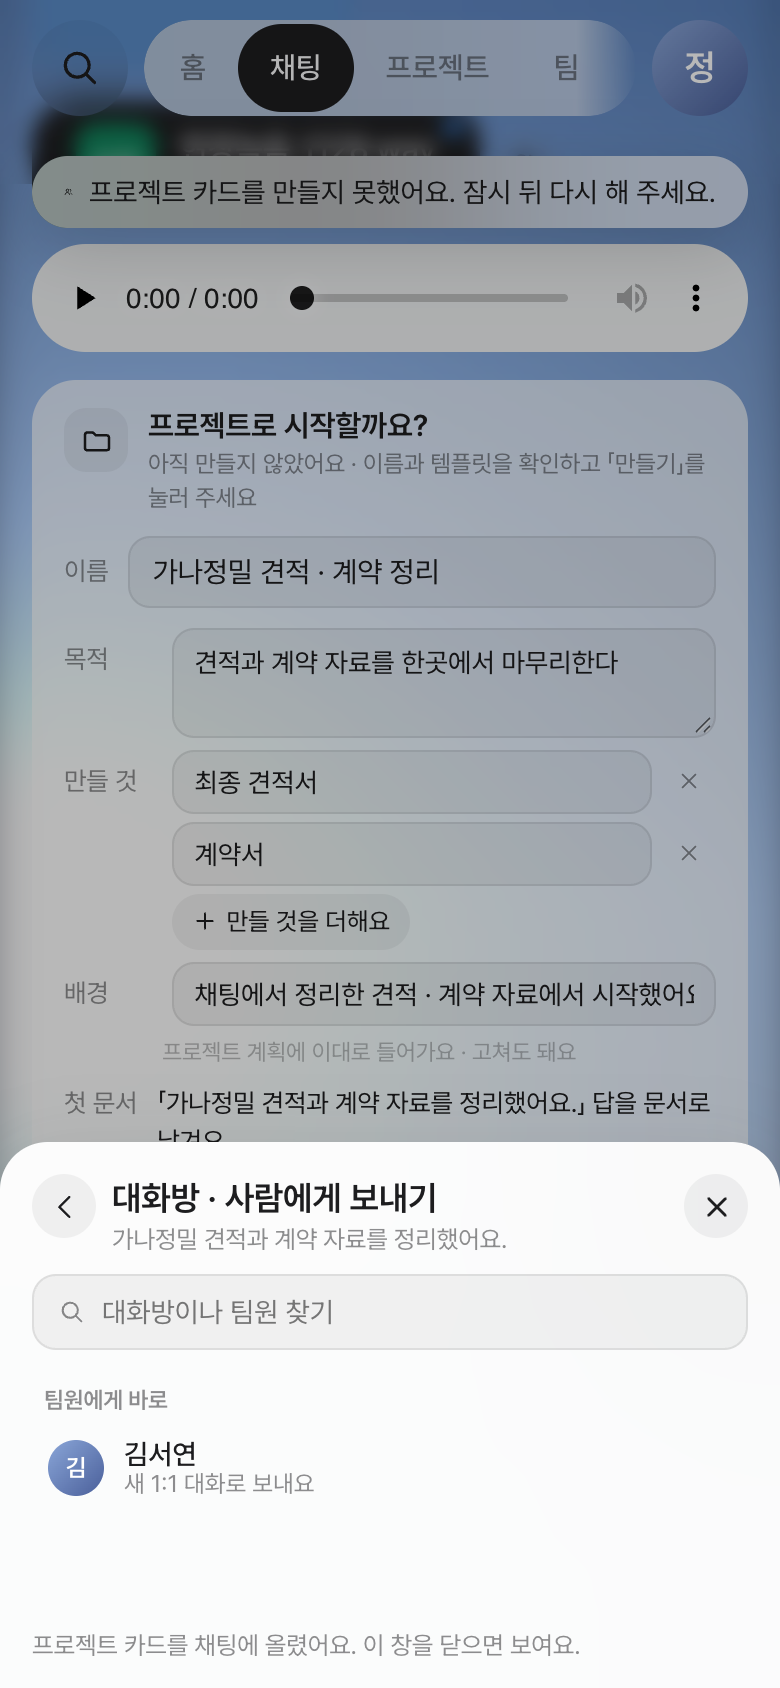 홈 채팅 프로젝트 팀 정
프로젝트 카드를 만들지 못했어요. 잠시 뒤 다시 해 주세요.
0:00 / 0:00
프로젝트로 시작할까요?
아직 만들지 않았어요 · 이름과 템플릿을 확인하고 「만들기」를
눌러 주세요
이름 가나정밀 견적 · 계약 정리
목적 견적과 계약 자료를 한곳에서 마무리한다
만들 것 최종 견적서
계약서
만들 것을 더해요
배경 채팅에서 정리한 견적 · 계약 자료에서 시작했어
프로젝트 계획에 이대로 들어가요 · 고쳐도 돼요
첫 문서 「가나정밀 견적과 계약 자료를 정리했어요.」 답을 문서로
대화방 · 사람에게 보내기
가나정밀 견적과 계약 자료를 정리했어요.
대화방이나 팀원 찾기
팀원에게 바로
김 김서연
새 1:1 대화로 보내요
프로젝트 카드를 채팅에 올렸어요. 이 창을 닫으면 보여요.